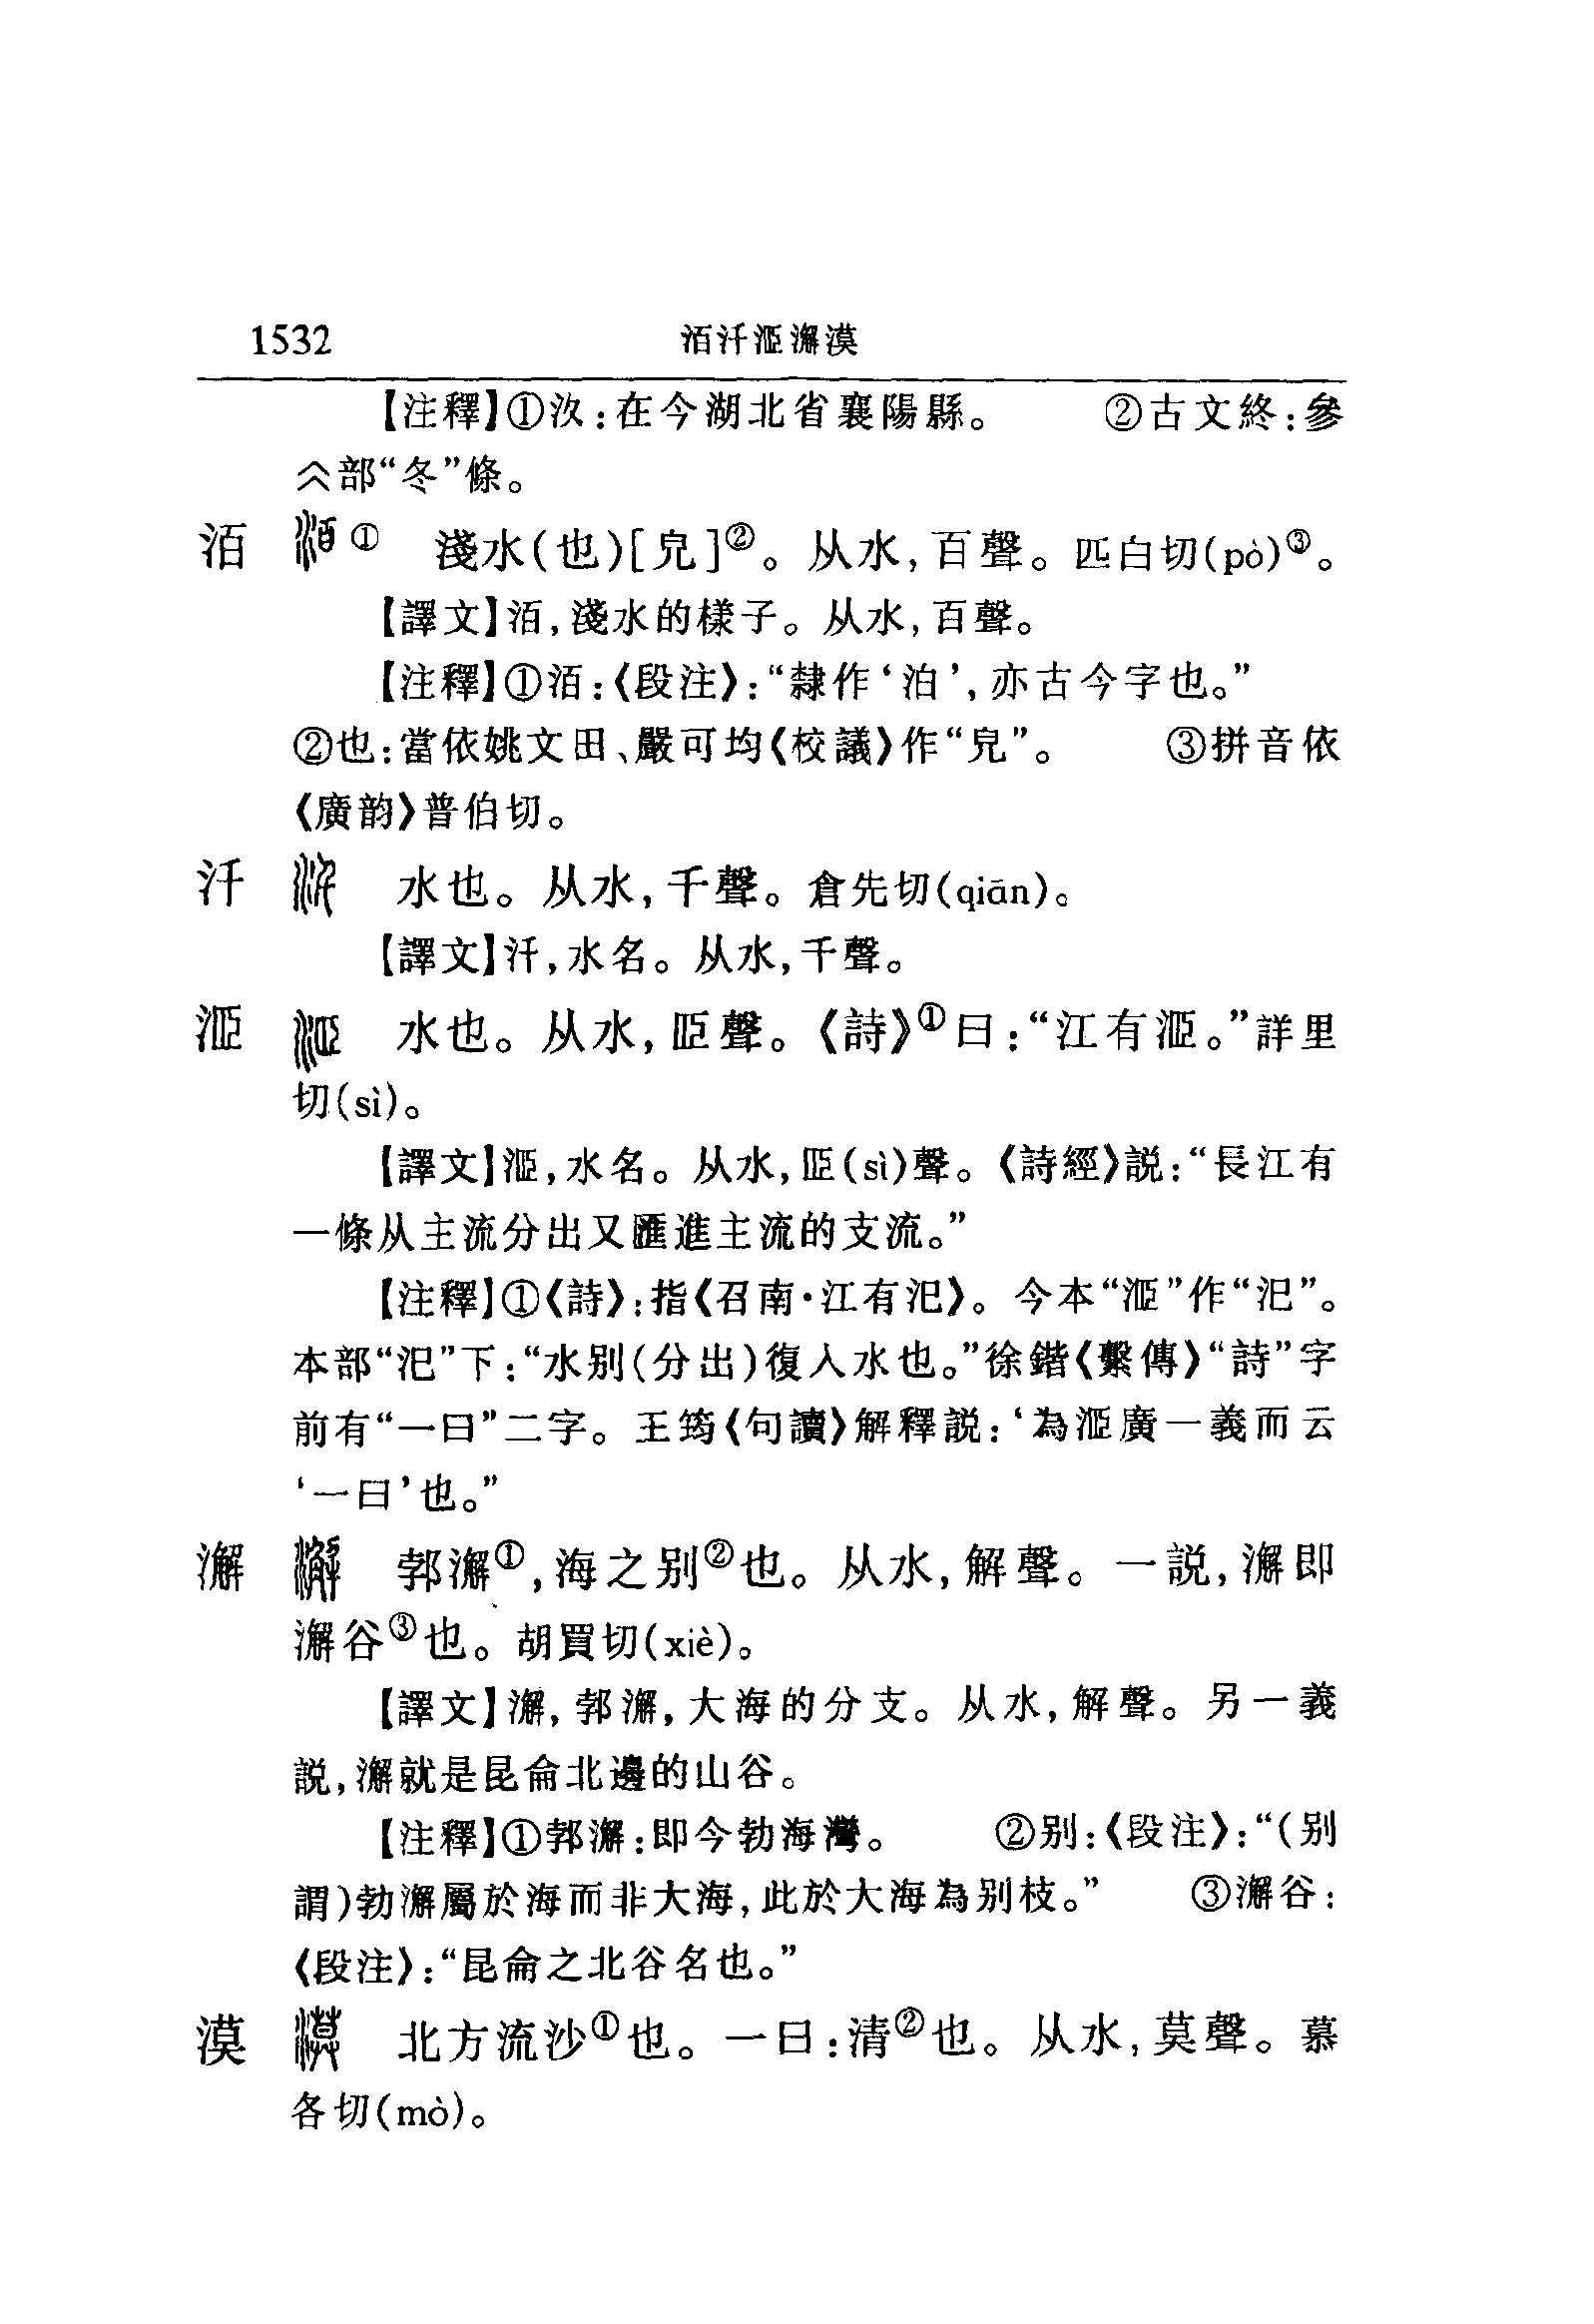 1532 洦汘洍澥漠
【注釋】①汷:在今湖北省襄陽縣。 ②古文終:參
仌部“冬”條。
洦 ① 淺水(也)[皃]②。从水,百聲。匹白切(pò)③。
【譯文】洦,淺水的樣子。从水,百聲。
【注釋】①洦:《段注》:“隸作‘泊’,亦古今字也。”
②也:當依姚文田、嚴可均《校議》作“皃”。 ③拼音依
《廣韵》普伯切。
汘 水也。从水,千聲。倉先切(qiān)。
【譯文】汘,水名。从水,千聲。
洍 水也。从水,𦣞聲。《詩》①曰:“江有洍。”詳里
切(sì)。
【譯文】洍,水名。从水,𦣞(sì)聲。《詩經》説:“長江有
一條从主流分出又匯進主流的支流。”
【注釋】①《詩》:指《召南·江有汜》。今本“洍”作“汜”。
本部“汜”下:“水别(分出)復入水也。”徐鍇《繫傳》“詩”字
前有“一曰”二字。王筠《句讀》解釋説:‘為洍廣一義而云
‘一曰’也。”
澥 郣澥①,海之别②也。从水,解聲。一説,澥即
澥谷③也。胡買切(xiè)。
【譯文】澥,郣澥,大海的分支。从水,解聲。另一義
説,澥就是昆侖北邊的山谷。
【注釋】①郣澥:即今勃海灣。 ②别:《段注》:“(别
謂)勃澥屬於海而非大海,此於大海為别枝。” ③澥谷:
《段注》:“昆侖之北谷名也。”
漠 北方流沙①也。一曰:清②也。从水,莫聲。慕
各切(mò)。